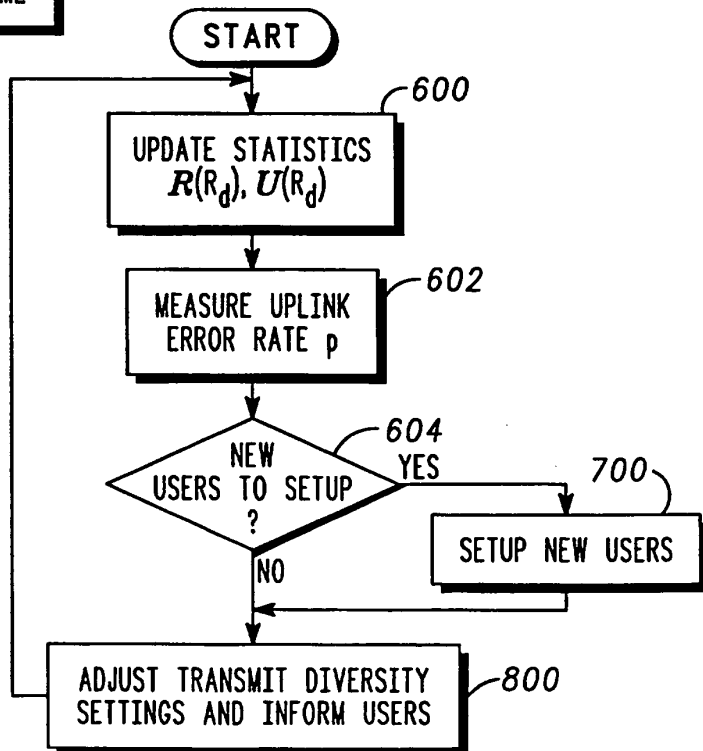 START
600
UPDATE STATISTICS
R(Rd), U(Rd)
602
MEASURE UPLINK
ERROR RATE p
604
NEW
USERS TO SETUP
?
YES
700
SETUP NEW USERS
NO
ADJUST TRANSMIT DIVERSITY
SETTINGS AND INFORM USERS
800